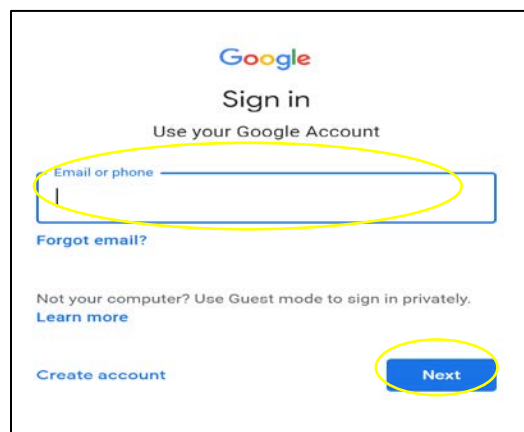 Google
Sign in
Use your Google Account
Email or phone
Forgot email?
Not your computer? Use Guest mode to sign in privately.
Learn more
Create account
Next